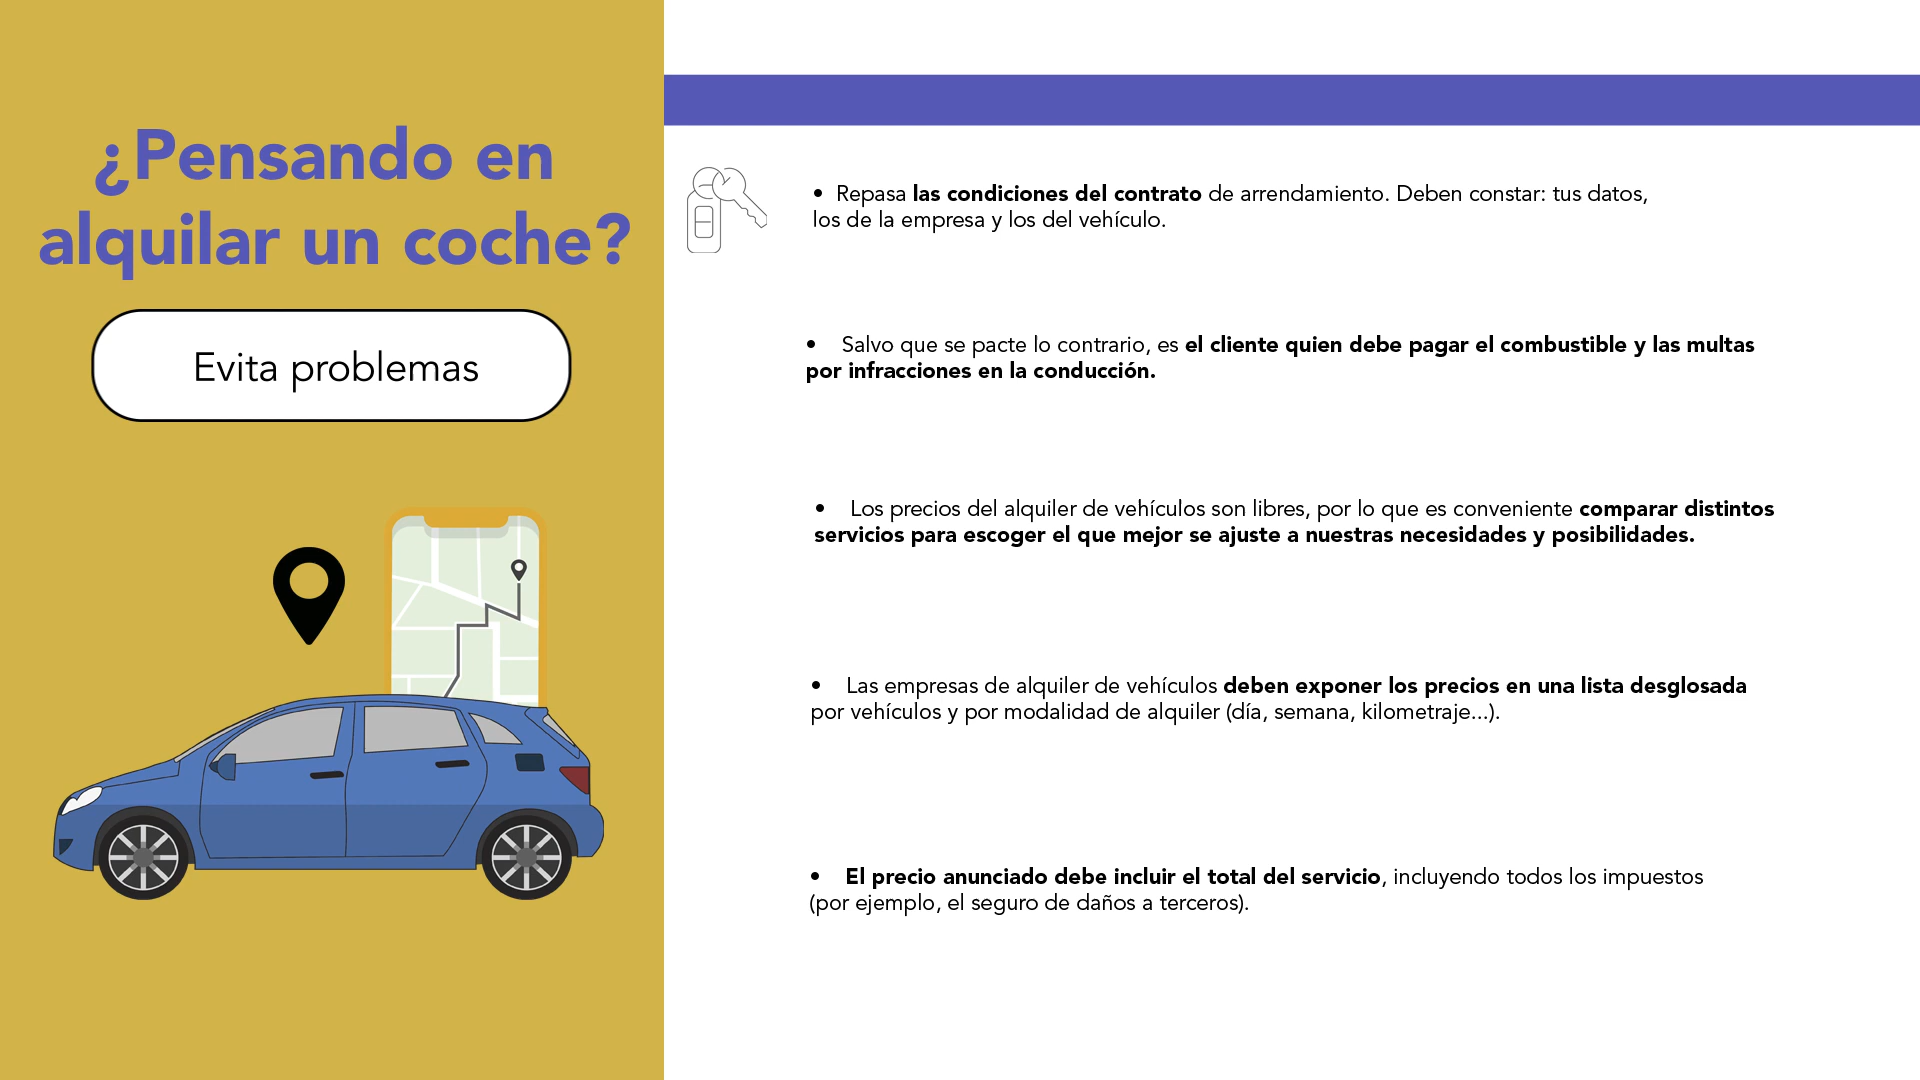 ¿Pensando en
alquilar un coche?
Evita problemas
• Repasa las condiciones del contrato de arrendamiento. Deben constar: tus datos,
los de la empresa y los del vehículo.
• Salvo que se pacte lo contrario, es el cliente quien debe pagar el combustible y las multas
por infracciones en la conducción.
• Los precios del alquiler de vehículos son libres, por lo que es conveniente comparar distintos
servicios para escoger el que mejor se ajuste a nuestras necesidades y posibilidades.
• Las empresas de alquiler de vehículos deben exponer los precios en una lista desglosada
por vehículos y por modalidad de alquiler (día, semana, kilometraje...).
• El precio anunciado debe incluir el total del servicio, incluyendo todos los impuestos
(por ejemplo, el seguro de daños a terceros).